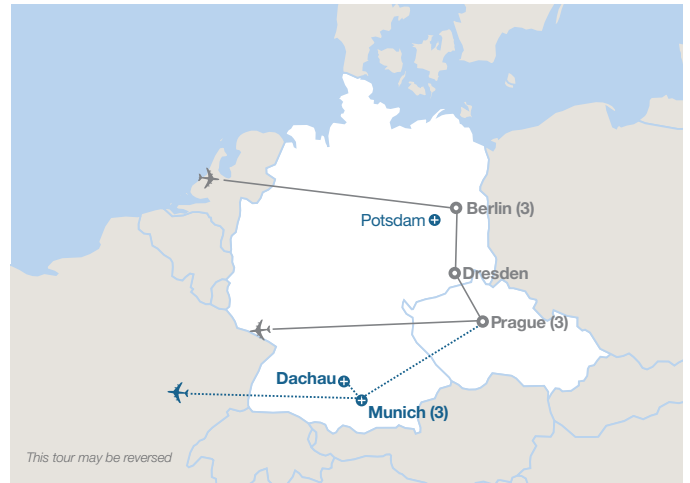 Berlin (3)
Potsdam
Dresden
Prague (3)
Dachau
Munich (3)
This tour may be reversed